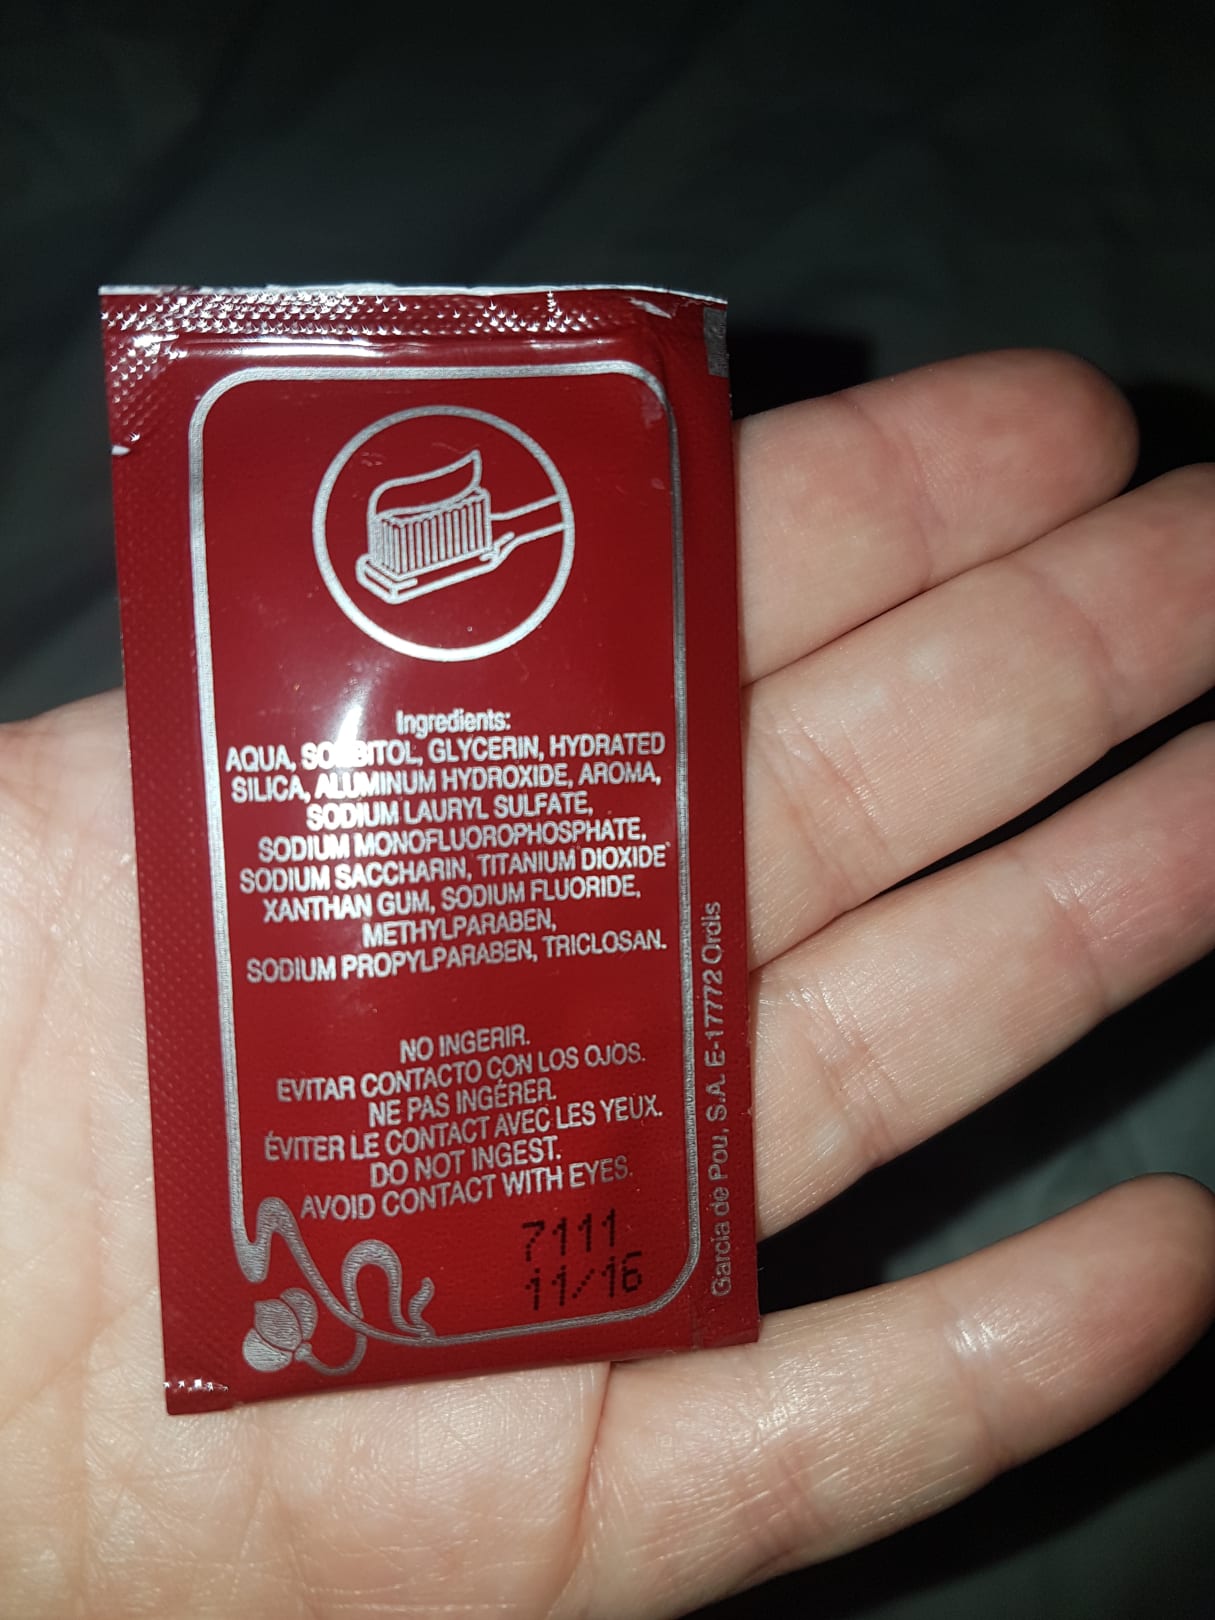 Ingredients:
AQUA, SORBITOL, GLYCERIN, HYDRATED
SILICA, ALUMINUM HYDROXIDE, AROMA,
SODIUM LAURYL SULFATE,
SODIUM MONOFLUOROPHOSPHATE,
SODIUM SACCHARIN, TITANIUM DIOXIDE
XANTHAN GUM, SODIUM FLUORIDE,
METHYLPARABEN,
SODIUM PROPYLPARABEN, TRICLOSAN.
NO INGERIR.
EVITAR CONTACTO CON LOS OJOS.
NE PAS INGÉRER.
ÉVITER LE CONTACT AVEC LES YEUX.
DO NOT INGEST.
AVOID CONTACT WITH EYES.
7111
11/16
Garcia de Pou, S.A. E-17772 Ordis